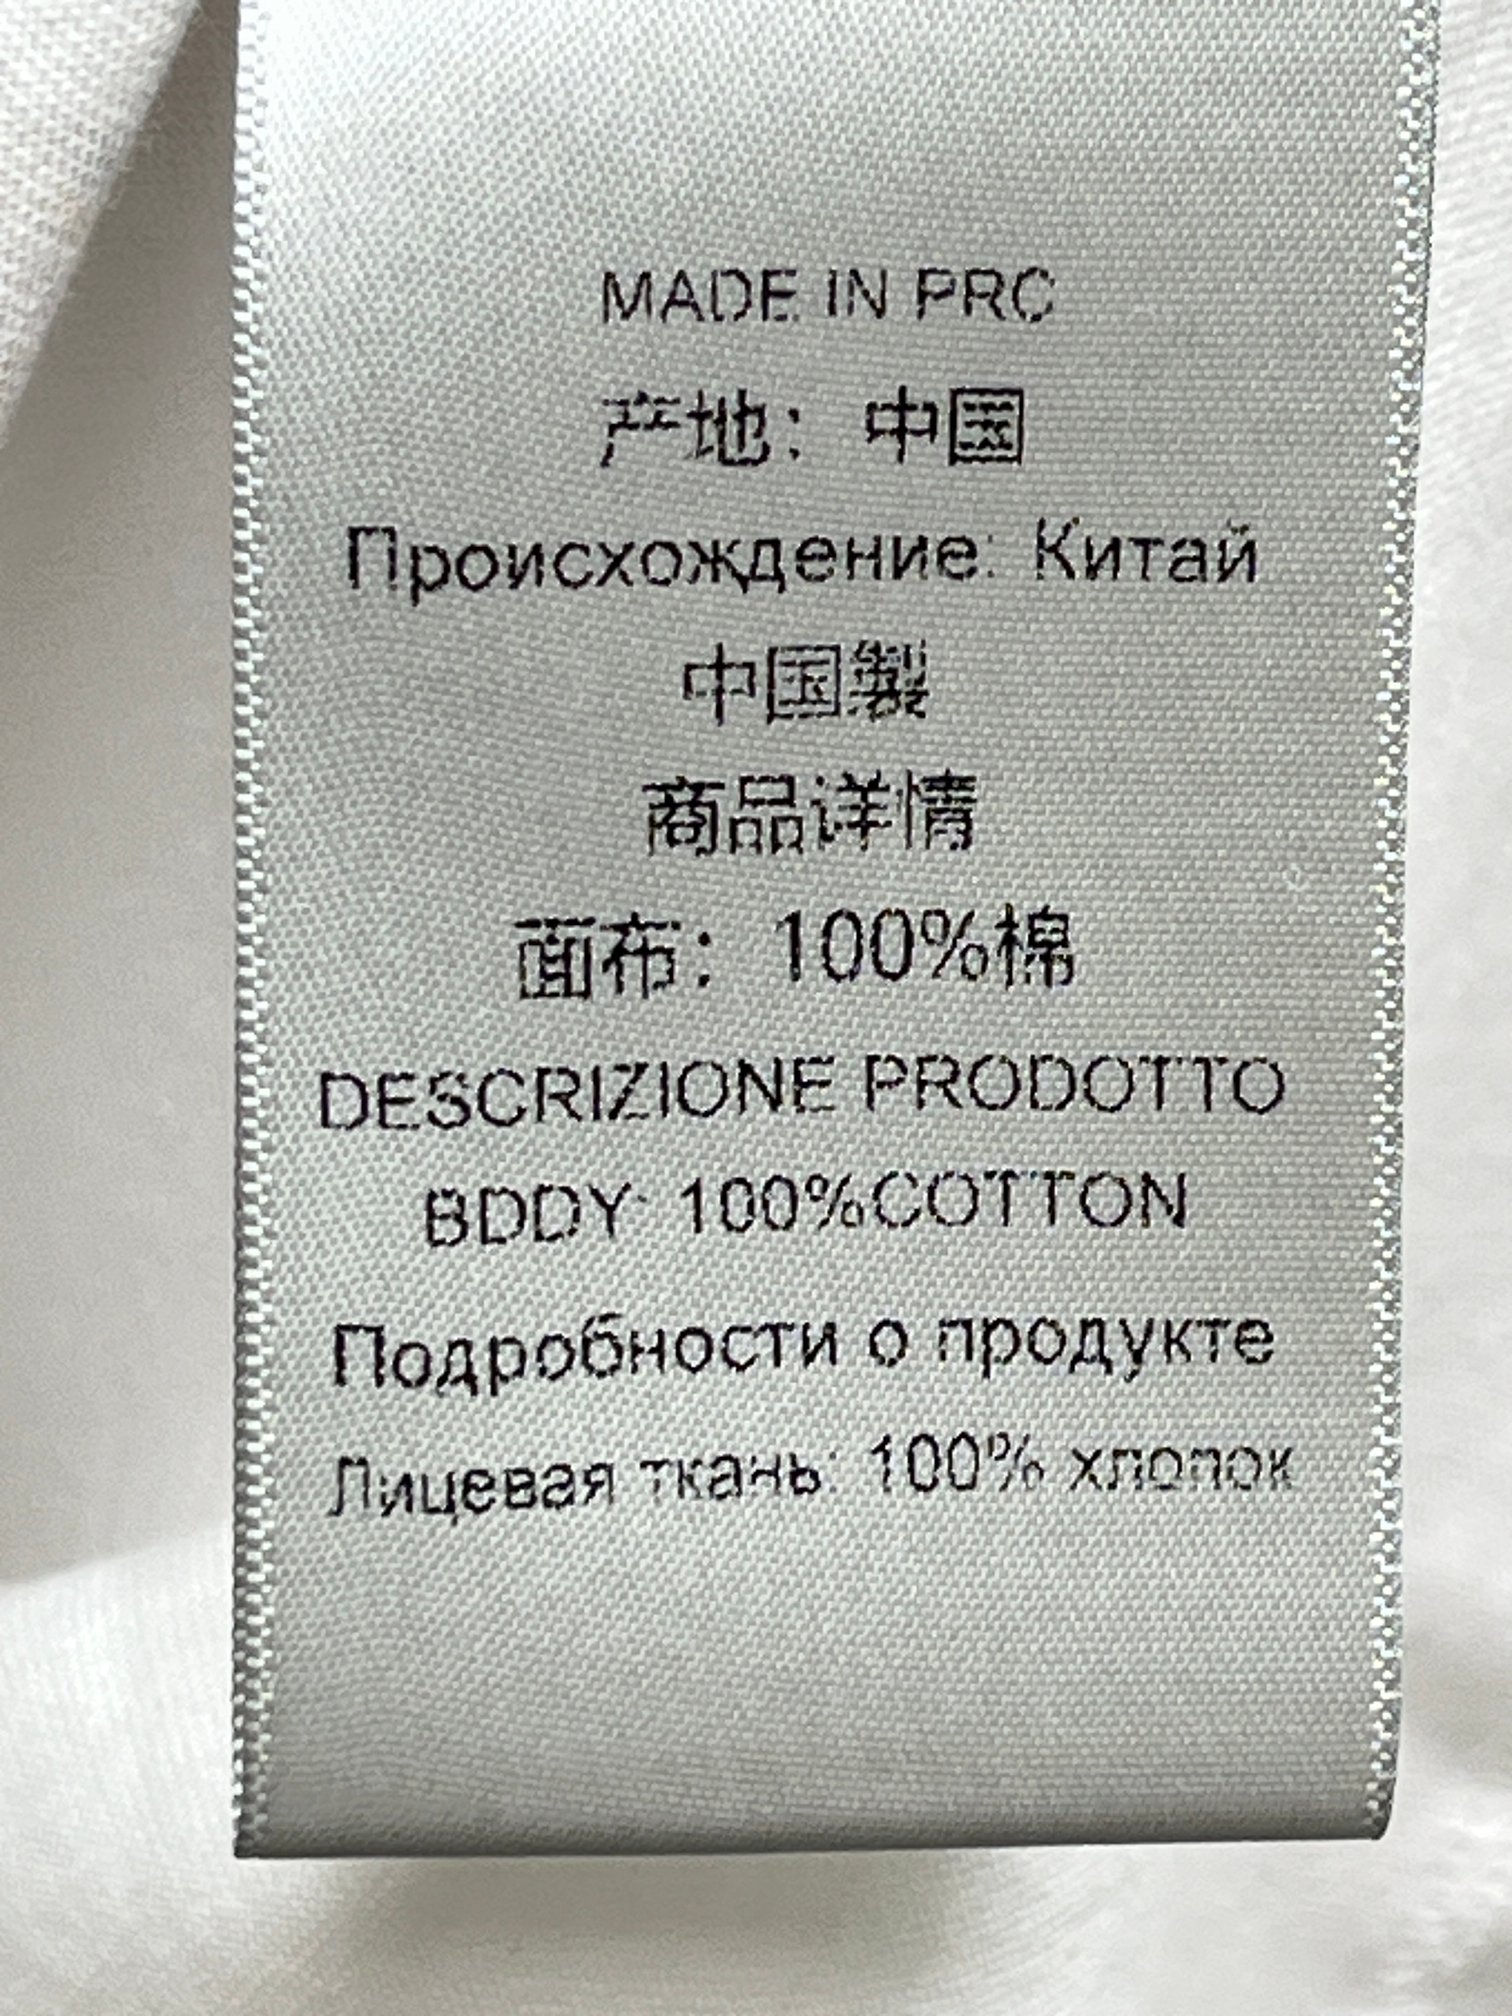 MADE IN PRC
产地：中国
Происхождение: Китай
中国製
商品详情
面布：100%棉
DESCRIZIONE PRODOTTO
BDDY: 100%COTTON
Подробности о продукте
Лицевая ткань: 100% хлопок